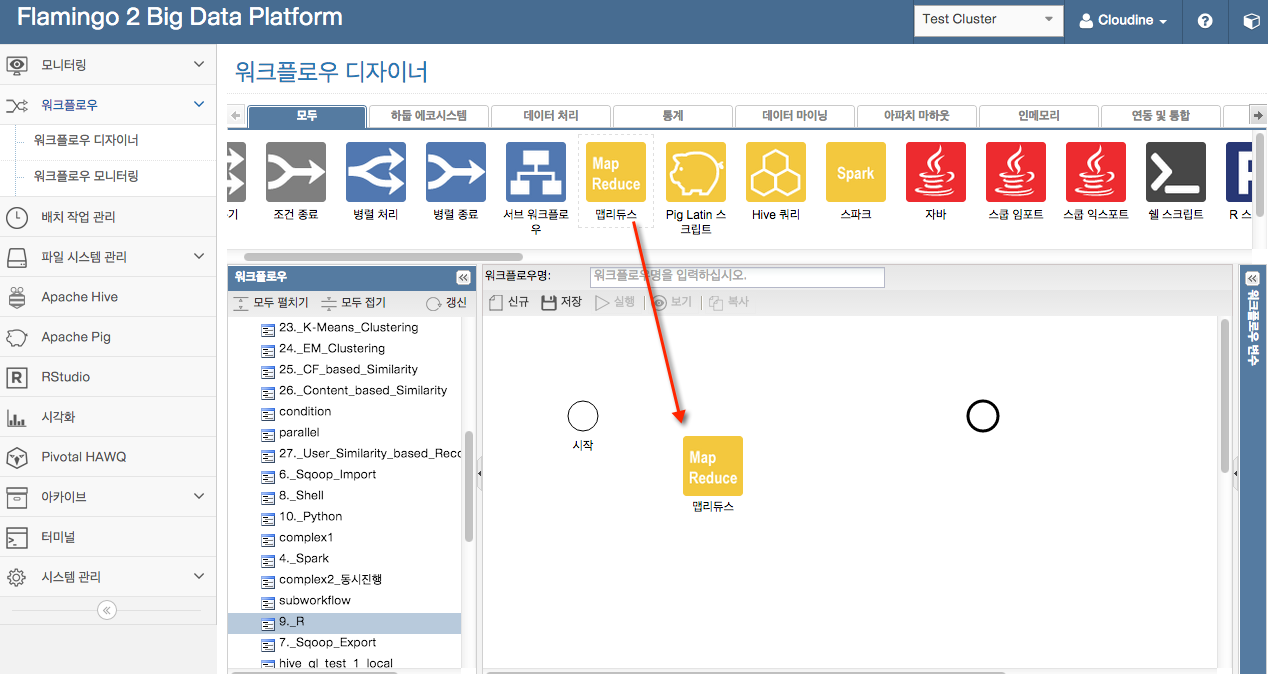 Flamingo 2 Big Data Platform
Test Cluster
Cloudine
모니터링
워크플로우
워크플로우 디자이너
워크플로우 모니터링
배치 작업 관리
파일 시스템 관리
Apache Hive
Apache Pig
RStudio
시각화
Pivotal HAWQ
아카이브
터미널
시스템 관리
워크플로우 디자이너
모두
하둡 에코시스템
데이터 처리
통계
데이터 마이닝
아파치 마하웃
인메모리
연동 및 통합
기
조건 종료
병렬 처리
병렬 종료
서브 워크플로
우
Map
Reduce
맵리듀스
Pig Latin 스
크립트
Hive 쿼리
Spark
스파크
자바
스쿱 임포트
스쿱 익스포트
쉘 스크립트
R 스
워크플로우
모두 펼치기
모두 접기
갱신
23._K-Means_Clustering
24._EM_Clustering
25._CF_based_Similarity
26._Content_based_Similarity
condition
parallel
27._User_Similarity_based_Reco
6._Sqoop_Import
8._Shell
10._Python
complex1
4._Spark
complex2_동시진행
subworkflow
9._R
7._Sqoop_Export
hive_ql_test_1_local
워크플로우명:
워크플로우명을 입력하십시오.
신규
저장
실행
보기
복사
시작
Map
Reduce
맵리듀스
워크플로우 변수